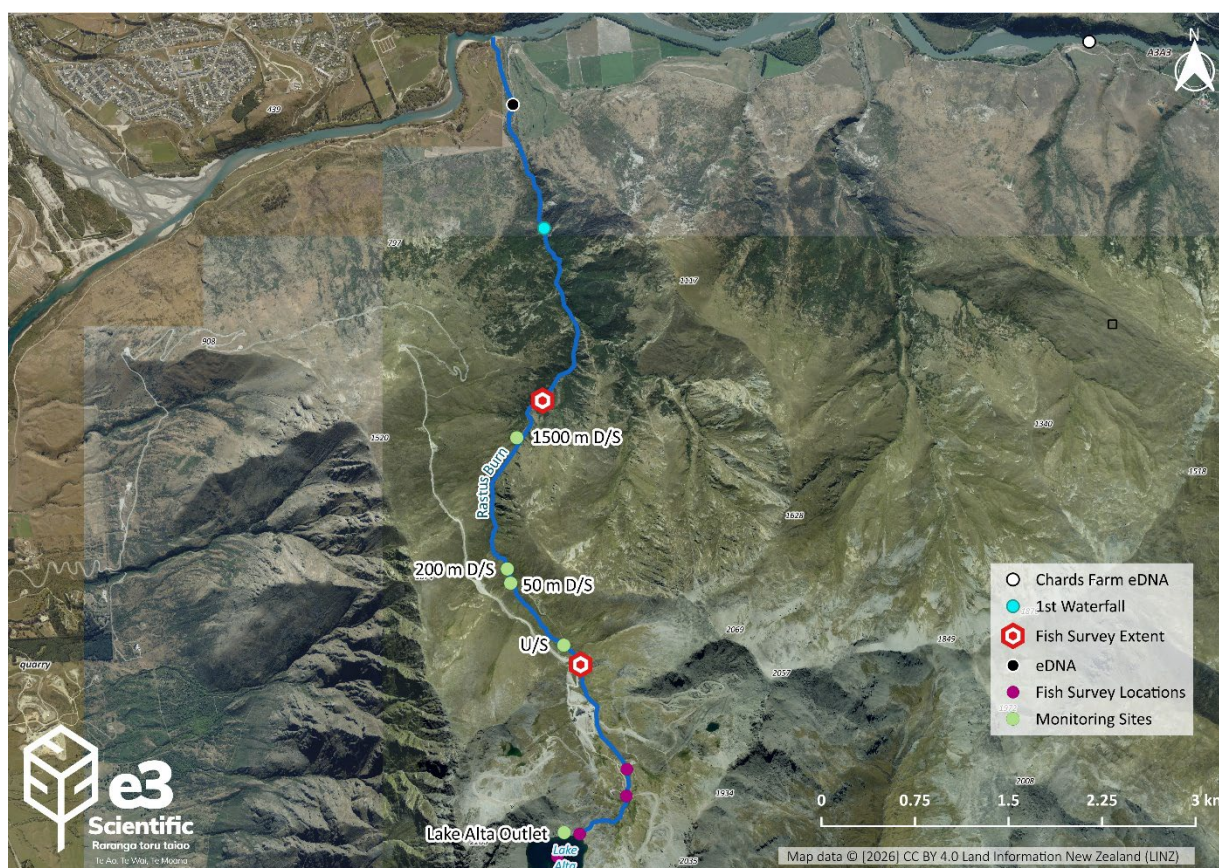 N
A3A3
439
797
1117
908
1340
1520
1500 m D/S
1518
Rastus Burn
1628
200 m D/S
50 m D/S
Chards Farm eDNA
1st Waterfall
U/S
2069
1849
Fish Survey Extent
quarry
2057
eDNA
Fish Survey Locations
Monitoring Sites
e3
Scientific
Raranga toru taiao
Te Ao, Te Wai, Te Moana
2008
1934
0 0.75 1.5 2.25 3 km
Lake Alta Outlet
Lake
Alta
2035
Map data © [2026] CC BY 4.0 Land Information New Zealand (LINZ)